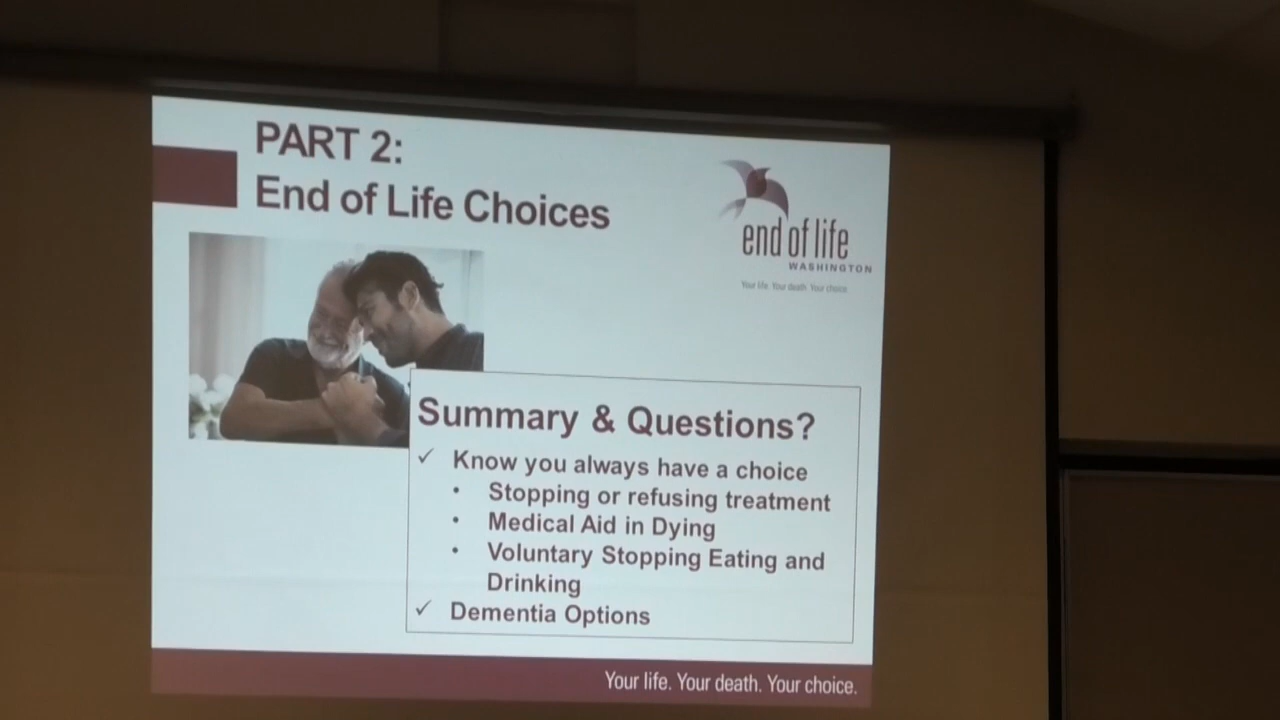 PART 2:
End of Life Choices
end of life
WASHINGTON
Your life. Your death. Your choice.
Summary & Questions?
✓ Know you always have a choice
• Stopping or refusing treatment
• Medical Aid in Dying
• Voluntary Stopping Eating and
Drinking
✓ Dementia Options
Your life. Your death. Your choice.